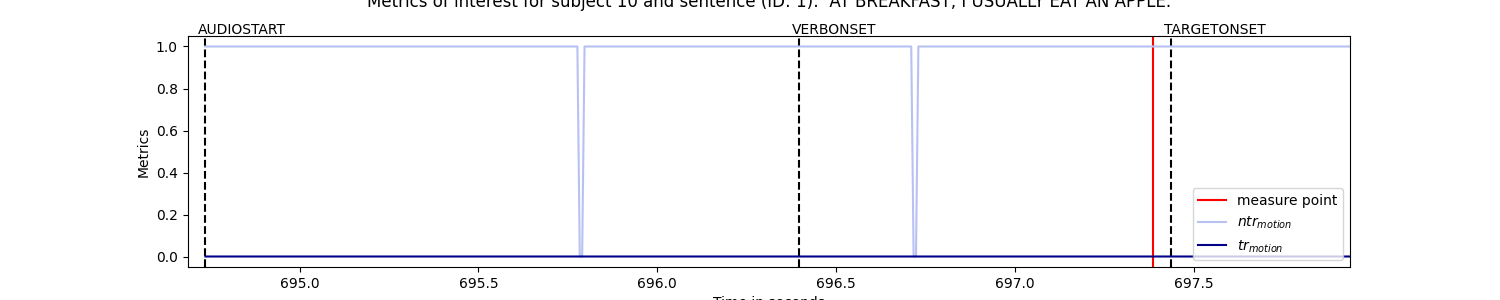 Metrics of interest for subject 10 and sentence (ID: 1): "AT BREAKFAST, I USUALLY EAT AN APPLE."
AUDIOSTART VERBONSET TARGETONSET
1.0
0.8
0.6
0.4
0.2
0.0
Metrics
measure point
ntr motion
tr motion
695.0 695.5 696.0 696.5 697.0 697.5
Time in seconds